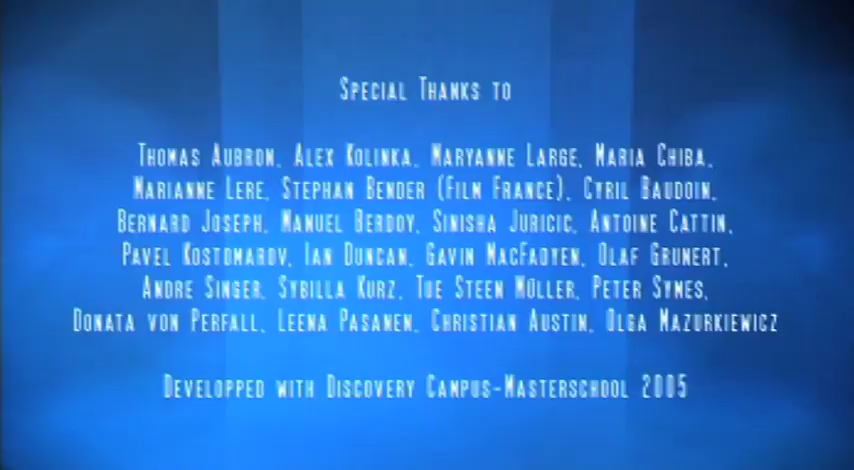 Special Thanks to
Thomas Aubron, Alex Kolinka, Maryanne Large, Maria Chiba,
Marianne Lere, Stephan Bender (Film France), Cyril Baudoin,
Bernard Joseph, Manuel Berdoy, Sinisha Juricic, Antoine Cattin,
Pavel Kostomarov, Ian Duncan, Gavin MacFadyen, Olaf Grunert,
Andre Singer, Sybilla Kurz, Tue Steen Müller, Peter Symes,
Donata von Perfall, Leena Pasanen, Christian Austin, Olga Mazurkiewicz
Developped with Discovery Campus-Masterschool 2005